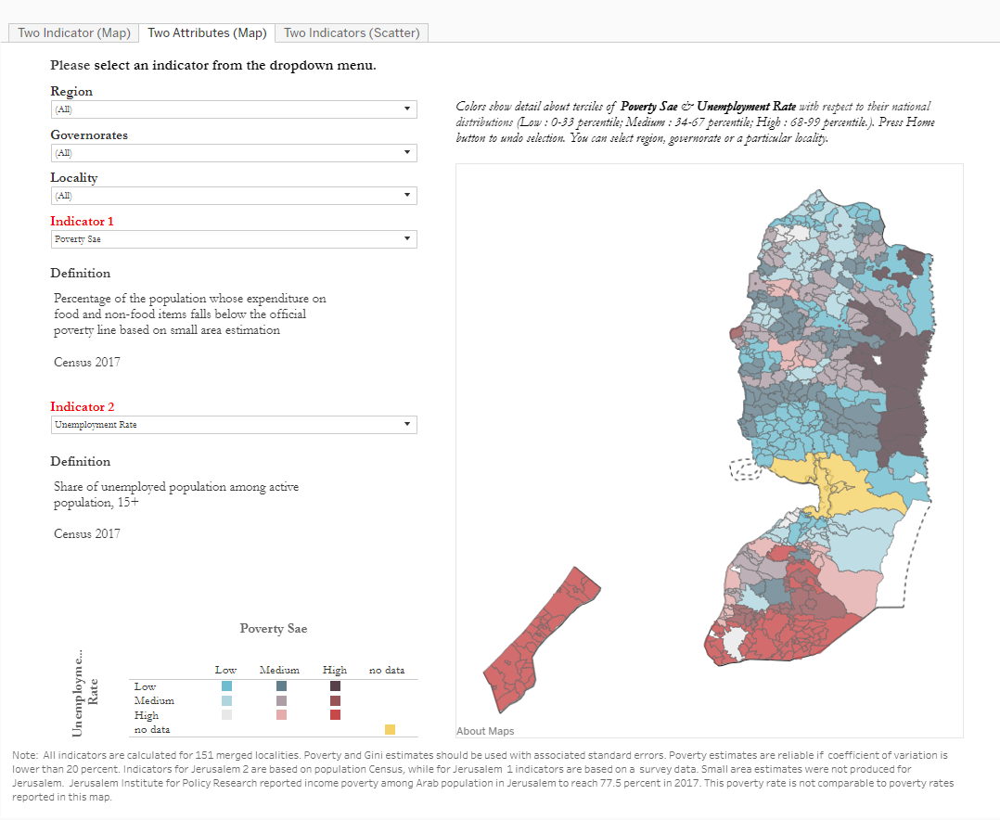 Two Indicator (Map)
Two Attributes (Map)
Two Indicators (Scatter)
Please select an indicator from the dropdown menu.
Region
(All)
Governorates
(All)
Locality
(All)
Indicator 1
Poverty Sae
Definition
Percentage of the population whose expenditure on
food and non-food items falls below the official
poverty line based on small area estimation
Census 2017
Indicator 2
Unemployment Rate
Definition
Share of unemployed population among active
population, 15+
Census 2017
Colors show detail about terciles of Poverty Sae & Unemployment Rate with respect to their national
distributions (Low : 0-33 percentile; Medium : 34-67 percentile; High : 68-99 percentile.). Press Home
button to undo selection. You can select region, governorate or a particular locality.
About Maps
Poverty Sae
Low Medium High no data
Unemployme...
Rate
Low
Medium
High
no data
Note: All indicators are calculated for 151 merged localities. Poverty and Gini estimates should be used with associated standard errors. Poverty estimates are reliable if coefficient of variation is
lower than 20 percent. Indicators for Jerusalem 2 are based on population Census, while for Jerusalem 1 indicators are based on a survey data. Small area estimates were not produced for
Jerusalem. Jerusalem Institute for Policy Research reported income poverty among Arab population in Jerusalem to reach 77.5 percent in 2017. This poverty rate is not comparable to poverty rates
reported in this map.